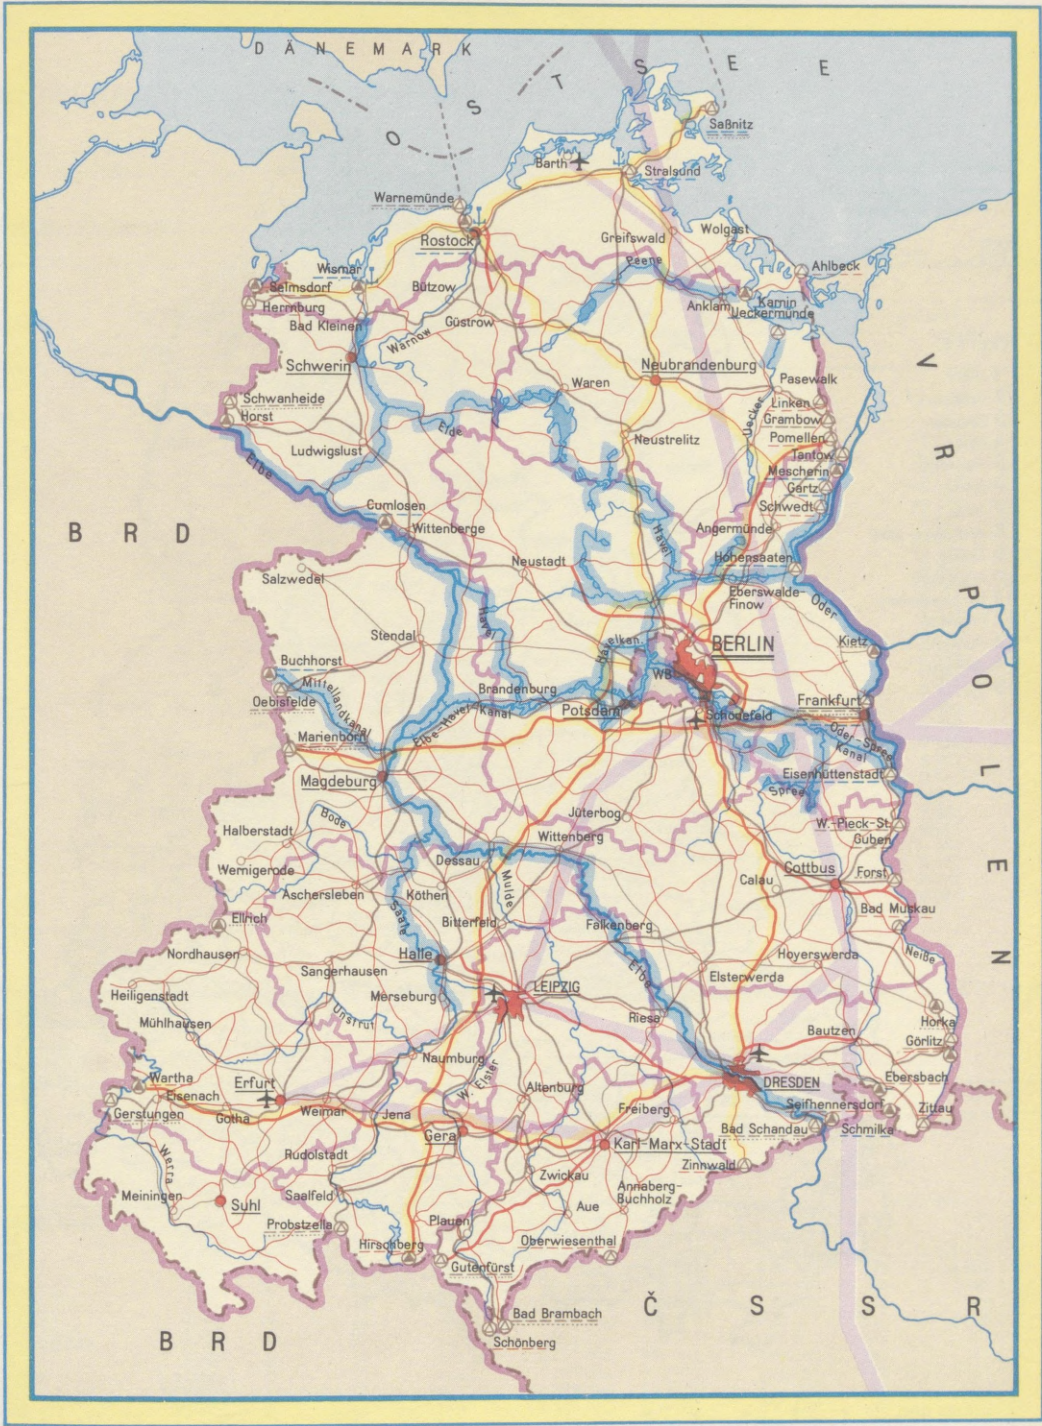 DÄNEMARK
OSTSEE
Saßnitz
Barth
Stralsund
Warnemünde
Rostock
Greifswald
Wolgast
Wismar
Peene
Ahlbeck
Selmsdorf
Bützow
Herrnburg
Anklam
Kamin
Ueckermünde
Bad Kleinen
Güstrow
Warnow
Schwerin
Neubrandenburg
VR POLEN
Waren
Pasewalk
Schwanheide
Linken
Horst
Uecker
Grambow
Elde
Neustrelitz
Pomellen
Ludwigslust
Tantow
Elbe
Mescherin
Gartz
Cumlosen
Schwedt
BRD
Wittenberge
Angermünde
Havel
Neustadt
Hohensaaten
Salzwedel
Eberswalde-
Finow
Oder
Havel
Stendal
Havelkan.
BERLIN
Kietz
Buchhorst
WB
Mittellandkanal
Oebisfelde
Brandenburg
Frankfurt
Potsdam
Elbe-Havel-Kanal
Schönefeld
Marienborn
Oder-Spree-
Kanal
Magdeburg
Eisenhüttenstadt
Spree
Bode
Jüterbog
Halberstadt
W.-Pieck-St.
Wittenberg
Guben
Dessau
Wernigerode
Cottbus
Mulde
Calau
Forst
Aschersleben
Köthen
Saale
Bad Muskau
Ellrich
Bitterfeld
Falkenberg
Nordhausen
Halle
Hoyerswerda
Neiße
Sangerhausen
Elbe
Elsterwerda
Heiligenstadt
Merseburg
LEIPZIG
Unstrut
Riesa
Mühlhausen
Horka
Bautzen
Görlitz
Naumburg
W. Elster
Wartha
Erfurt
DRESDEN
Ebersbach
Eisenach
Altenburg
Gerstungen
Gotha
Weimar
Jena
Freiberg
Seifhennersdorf
Zittau
Gera
Karl-Marx-Stadt
Bad Schandau
Schmilka
Rudolstadt
Zinnwald
Werra
Zwickau
Annaberg-
Buchholz
Meiningen
Suhl
Saalfeld
Aue
Probstzella
Plauen
Hirschberg
Oberwiesenthal
Gutenfürst
ČSSR
Bad Brambach
BRD
Schönberg